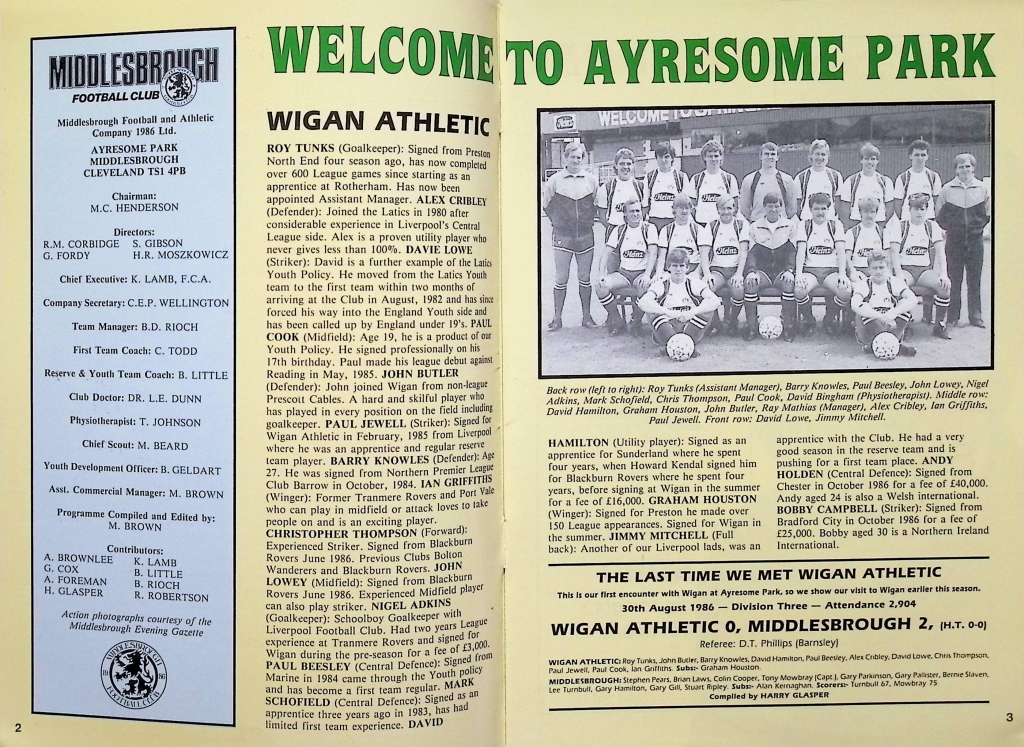 MIDDLESBROUGH
FOOTBALL CLUB
Middlesbrough Football and Athletic
Company 1986 Ltd.
AYRESOME PARK
MIDDLESBROUGH
CLEVELAND TS1 4PB
Chairman:
M.C. HENDERSON
Directors:
R.M. CORBIDGE S. GIBSON
G. FORDY H.R. MOSZKOWICZ
Chief Executive: K. LAMB, F.C.A.
Company Secretary: C.E.P. WELLINGTON
Team Manager: B.D. RIOCH
First Team Coach: C. TODD
Reserve & Youth Team Coach: B. LITTLE
Club Doctor: DR. L.E. DUNN
Physiotherapist: T. JOHNSON
Chief Scout: M. BEARD
Youth Development Officer: B. GELDART
Asst. Commercial Manager: M. BROWN
Programme Compiled and Edited by:
M. BROWN
Contributors:
A. BROWNLEE K. LAMB
G. COX B. LITTLE
A. FOREMAN B. RIOCH
H. GLASPER R. ROBERTSON
Action photographs courtesy of the
Middlesbrough Evening Gazette
MIDDLESBROUGH
19 86
FOOTBALL CLUB
2
WELCOME TO AYRESOME PARK
WIGAN ATHLETIC
ROY TUNKS (Goalkeeper): Signed from Preston
North End four season ago, has now completed
over 600 League games since starting as an
apprentice at Rotherham. Has now been
appointed Assistant Manager. ALEX CRIBLEY
(Defender): Joined the Latics in 1980 after
considerable experience in Liverpool's Central
League side. Alex is a proven utility player who
never gives less than 100%. DAVIE LOWE
(Striker): David is a further example of the Latics
Youth Policy. He moved from the Latics Youth
team to the first team within two months of
arriving at the Club in August, 1982 and has since
forced his way into the England Youth side and
has been called up by England under 19's. PAUL
COOK (Midfield): Age 19, he is a product of our
Youth Policy. He signed professionally on his
17th birthday. Paul made his league debut against
Reading in May, 1985. JOHN BUTLER
(Defender): John joined Wigan from non-league
Prescott Cables. A hard and skilful player who
has played in every position on the field including
goalkeeper. PAUL JEWELL (Striker): Signed for
Wigan Athletic in February, 1985 from Liverpool
where he was an apprentice and regular reserve
team player. BARRY KNOWLES (Defender): Age
27. He was signed from Northern Premier League
Club Barrow in October, 1984. IAN GRIFFITHS
(Winger): Former Tranmere Rovers and Port Vale
who can play in midfield or attack loves to take
people on and is an exciting player.
CHRISTOPHER THOMPSON (Forward):
Experienced Striker. Signed from Blackburn
Rovers June 1986. Previous Clubs Bolton
Wanderers and Blackburn Rovers. JOHN
LOWEY (Midfield): Signed from Blackburn
Rovers June 1986. Experienced Midfield player
can also play striker. NIGEL ADKINS
(Goalkeeper): Schoolboy Goalkeeper with
Liverpool Football Club. Had two years League
experience at Tranmere Rovers and signed for
Wigan during the pre-season for a fee of £3,000.
PAUL BEESLEY (Central Defence): Signed from
Marine in 1984 came through the Youth policy
and has become a first team regular. MARK
SCHOFIELD (Central Defence): Signed as an
apprentice three years ago in 1983, has had
limited first team experience. DAVID
WELCOME TO SPRING
Back row (left to right): Roy Tunks (Assistant Manager), Barry Knowles, Paul Beesley, John Lowey, Nigel
Adkins, Mark Schofield, Chris Thompson, Paul Cook, David Bingham (Physiotherapist). Middle row:
David Hamilton, Graham Houston, John Butler, Ray Mathias (Manager), Alex Cribley, Ian Griffiths,
Paul Jewell. Front row: David Lowe, Jimmy Mitchell.
HAMILTON (Utility player): Signed as an
apprentice for Sunderland where he spent
four years, when Howard Kendal signed him
for Blackburn Rovers where he spent four
years, before signing at Wigan in the summer
for a fee of £16,000. GRAHAM HOUSTON
(Winger): Signed for Preston he made over
150 League appearances. Signed for Wigan in
the summer. JIMMY MITCHELL (Full
back): Another of our Liverpool lads, was an
apprentice with the Club. He had a very
good season in the reserve team and is
pushing for a first team place. ANDY
HOLDEN (Central Defence): Signed from
Chester in October 1986 for a fee of £40,000.
Andy aged 24 is also a Welsh international.
BOBBY CAMPBELL (Striker): Signed from
Bradford City in October 1986 for a fee of
£25,000. Bobby aged 30 is a Northern Ireland
International.
THE LAST TIME WE MET WIGAN ATHLETIC
This is our first encounter with Wigan at Ayresome Park, so we show our visit to Wigan earlier this season.
30th August 1986 — Division Three — Attendance 2,904
WIGAN ATHLETIC 0, MIDDLESBROUGH 2, (H.T. 0-0)
Referee: D.T. Phillips (Barnsley)
WIGAN ATHLETIC: Roy Tunks, John Butler, Barry Knowles, David Hamilton, Paul Beesley, Alex Cribley, David Lowe, Chris Thompson,
Paul Jewell, Paul Cook, Ian Griffiths. Subs:- Graham Houston.
MIDDLESBROUGH: Stephen Pears, Brian Laws, Colin Cooper, Tony Mowbray (Capt.), Gary Parkinson, Gary Pallister, Bernie Slaven,
Lee Turnbull, Gary Hamilton, Gary Gill, Stuart Ripley. Subs:- Alan Kernaghan. Scorers:- Turnbull 67, Mowbray 75
Compiled by HARRY GLASPER
3